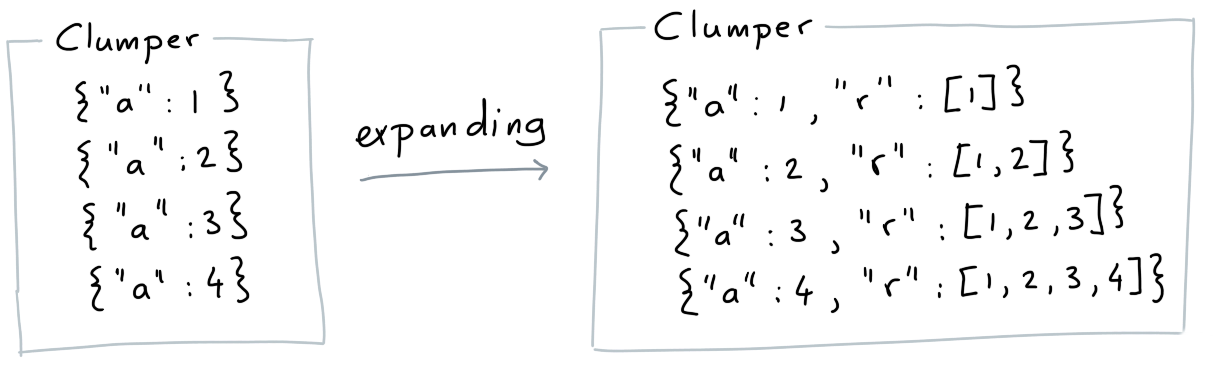 Clumper
{"a" : 1 }
{"a" : 2}
{"a" : 3}
{"a" : 4}
expanding
Clumper
{"a" : 1 , "r" : [1]}
{"a" : 2 , "r" : [1, 2]}
{"a" : 3 , "r" : [1, 2, 3]}
{"a" : 4 , "r" : [1, 2, 3, 4]}